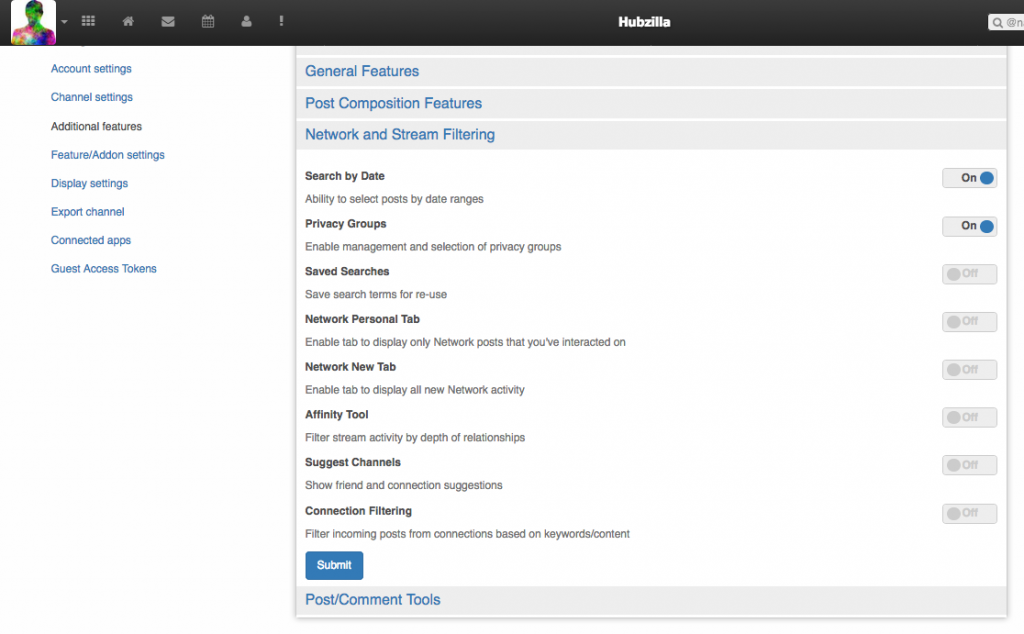 Hubzilla
@na
Account settings
Channel settings
Additional features
Feature/Addon settings
Display settings
Export channel
Connected apps
Guest Access Tokens
General Features
Post Composition Features
Network and Stream Filtering
Search by Date
On
Ability to select posts by date ranges
Privacy Groups
On
Enable management and selection of privacy groups
Saved Searches
Off
Save search terms for re-use
Network Personal Tab
Off
Enable tab to display only Network posts that you've interacted on
Network New Tab
Off
Enable tab to display all new Network activity
Affinity Tool
Off
Filter stream activity by depth of relationships
Suggest Channels
Off
Show friend and connection suggestions
Connection Filtering
Off
Filter incoming posts from connections based on keywords/content
Submit
Post/Comment Tools